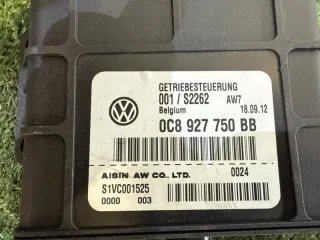 GETRIEBESTEUERUNG
001 / S2262 AW7
Belgium 18.09.12
0C8 927 750 BB
AISIN AW CO., LTD. 0024
S1VC001525
0000 003